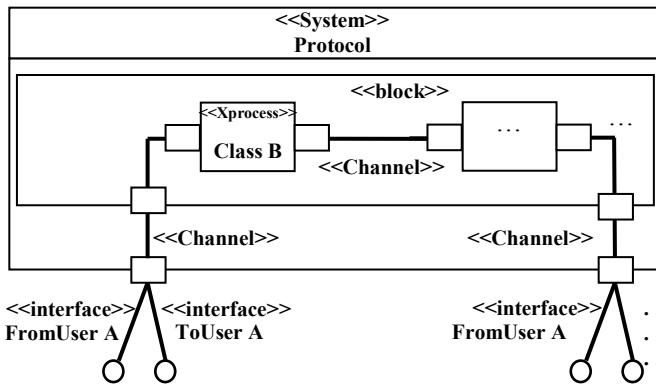 <<System>>
Protocol
<<block>>
<<Xprocess>>
Class B
...
...
<<Channel>>
<<Channel>>
<<Channel>>
<<interface>>
FromUser A
<<interface>>
ToUser A
<<interface>>
FromUser A
.
.
.